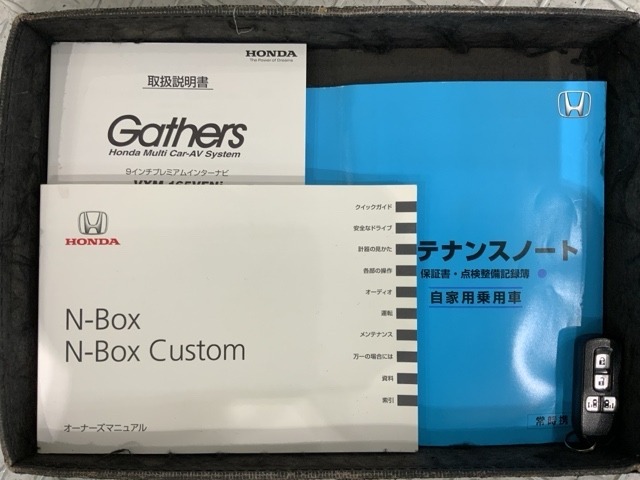 HONDA
The Power of Dreams
取扱説明書
Gathers
Honda Multi Car-AV System
9インチプレミアムインターナビ
VXM-165VFNi
HONDA
N-Box
N-Box Custom
オーナーズマニュアル
クイックガイド
安全なドライブ
計器の見かた
各部の操作
オーディオ
運転
メンテナンス
万一の場合には
資料
索引
テナンスノート
保証書・点検整備記録簿
自家用乗用車
常時携